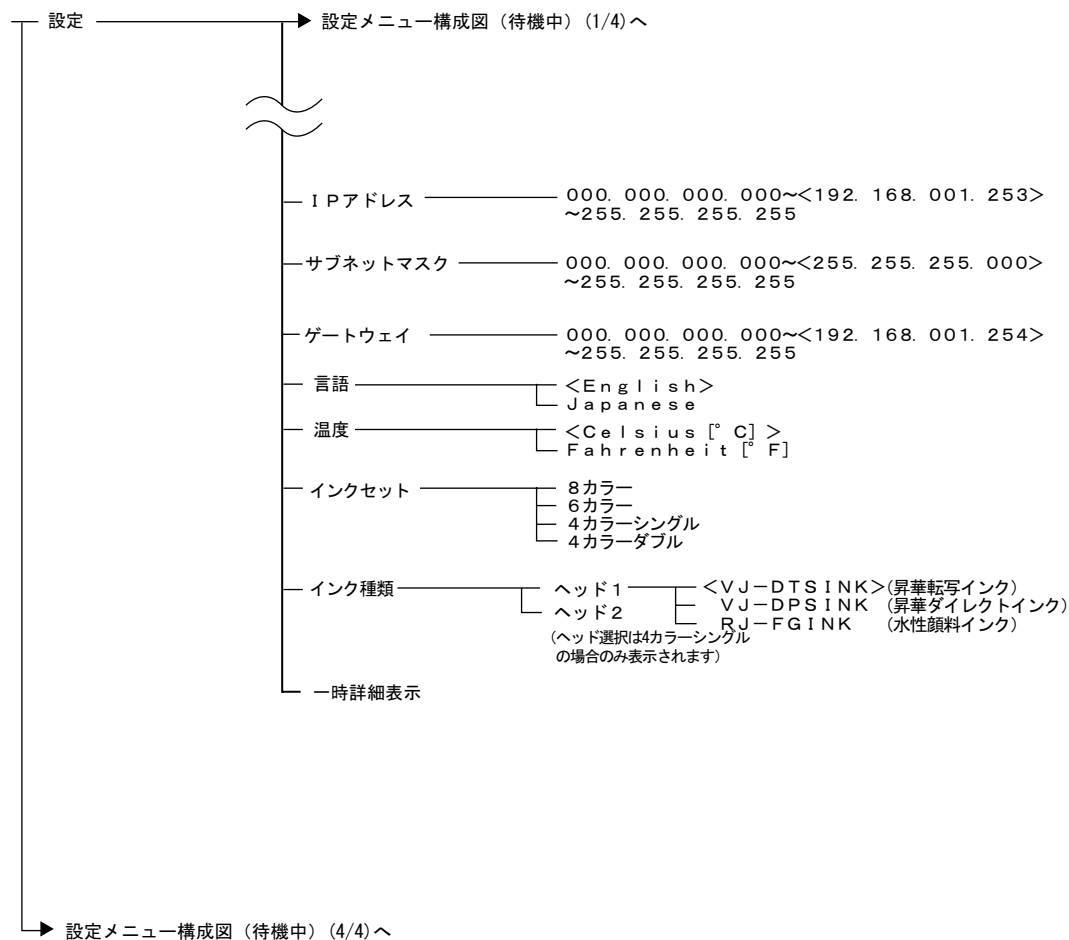 設定
設定メニュー構成図（待機中）(1/4)へ
ＩＰアドレス
０００．０００．０００．０００～＜１９２．１６８．００１．２５３＞
～２５５．２５５．２５５．２５５
サブネットマスク
０００．０００．０００．０００～＜２５５．２５５．２５５．０００＞
～２５５．２５５．２５５．２５５
ゲートウェイ
０００．０００．０００．０００～＜１９２．１６８．００１．２５４＞
～２５５．２５５．２５５．２５５
言語
＜Ｅｎｇｌｉｓｈ＞
Ｊａｐａｎｅｓｅ
温度
＜Ｃｅｌｓｉｕｓ［°Ｃ］＞
Ｆａｈｒｅｎｈｅｉｔ［°Ｆ］
インクセット
８カラー
６カラー
４カラーシングル
４カラーダブル
インク種類
ヘッド１
＜ＶＪ－ＤＴＳＩＮＫ＞(昇華転写インク)
ヘッド２
ＶＪ－ＤＰＳＩＮＫ (昇華ダイレクトインク)
ＲＪ－ＦＧＩＮＫ (水性顔料インク)
(ヘッド選択は4カラーシングル
の場合のみ表示されます)
一時詳細表示
設定メニュー構成図（待機中）(4/4)へ